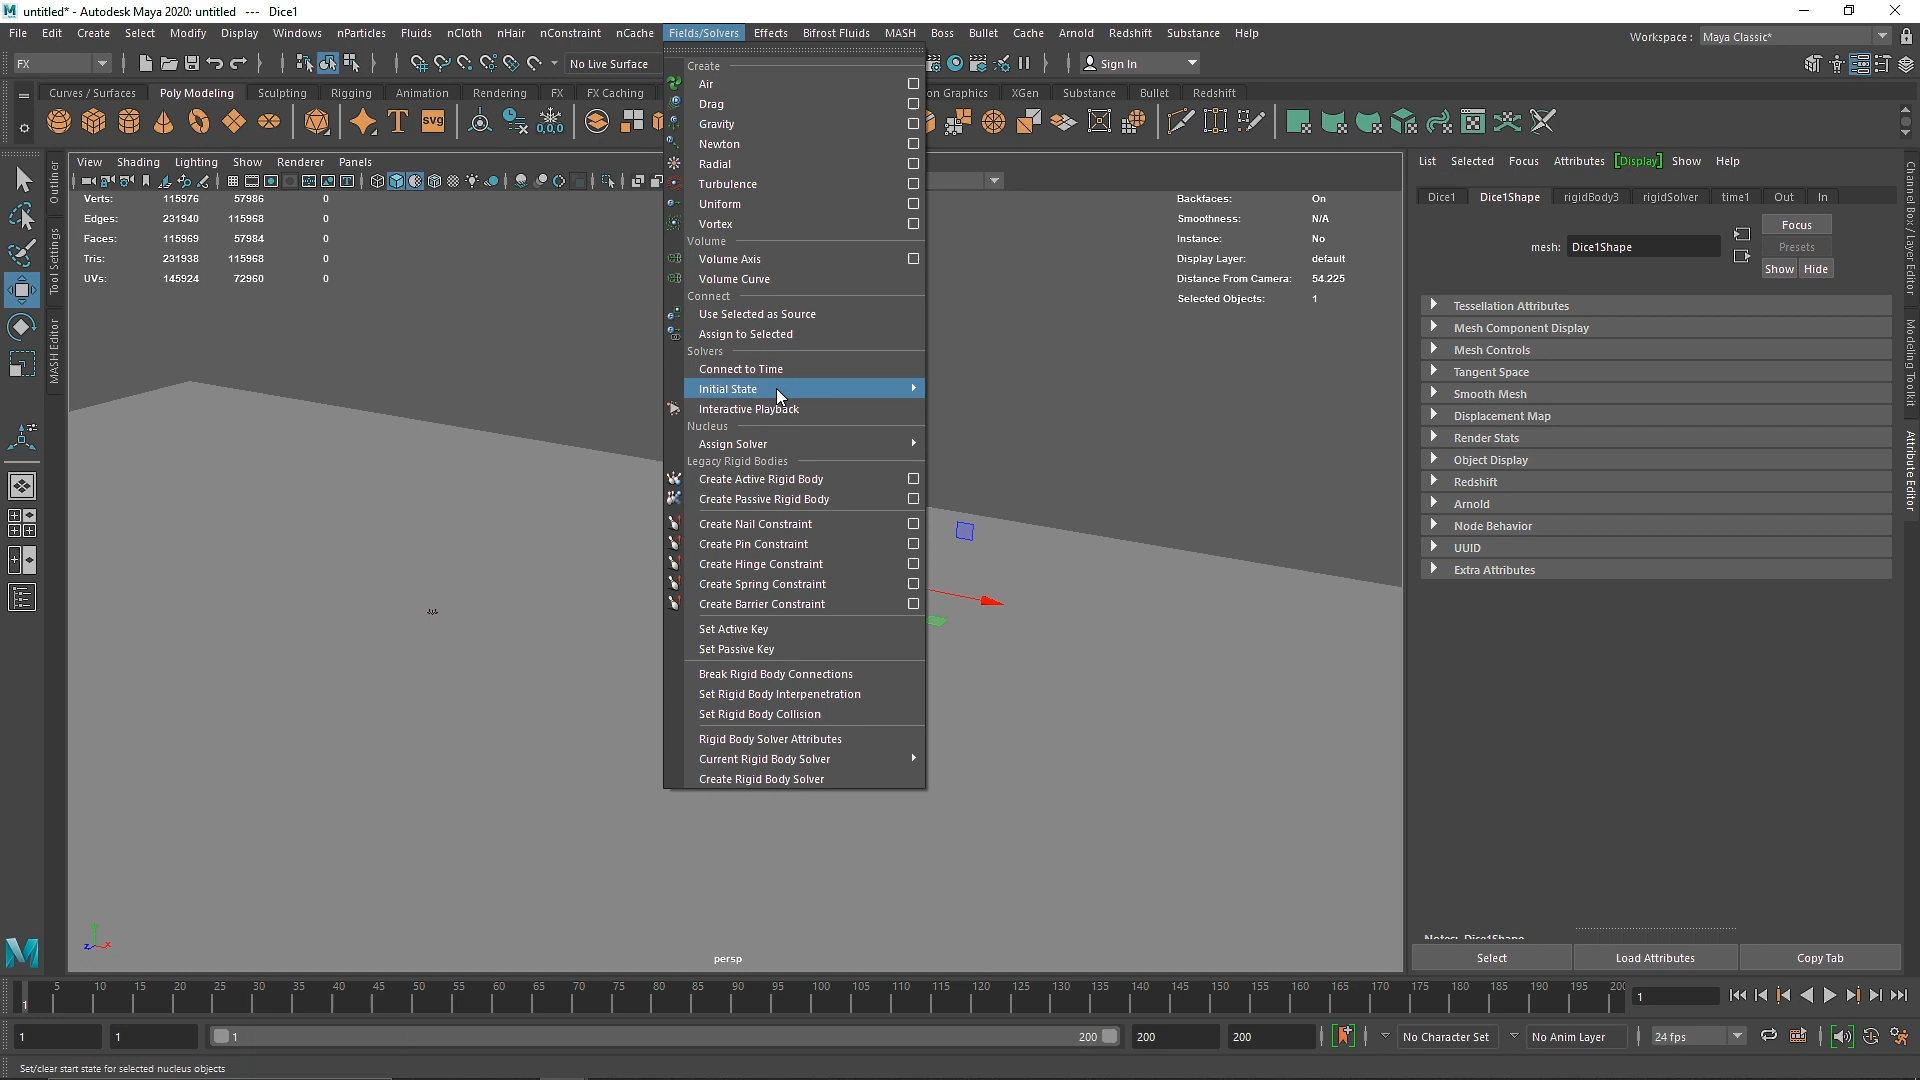 untitled* - Autodesk Maya 2020: untitled --- Dice1
File Edit Create Select Modify Display Windows nParticles Fluids nCloth nHair nConstraint nCache Fields/Solvers Effects Bifrost Fluids MASH Boss Bullet Cache Arnold Redshift Substance Help
Workspace : Maya Classic*
FX No Live Surface Sign In
Curves / Surfaces Poly Modeling Sculpting Rigging Animation Rendering FX FX Caching on Graphics XGen Substance Bullet Redshift
SVG
0,0,0
View Shading Lighting Show Renderer Panels
Verts: 115976 57986 0
Edges: 231940 115968 0
Faces: 115969 57984 0
Tris: 231938 115968 0
UVs: 145924 72960 0
Backfaces: On
Smoothness: N/A
Instance: No
Display Layer: default
Distance From Camera: 54.225
Selected Objects: 1
Outliner
Tool Settings
MASH Editor
Create
Air
Drag
Gravity
Newton
Radial
Turbulence
Uniform
Vortex
Volume
Volume Axis
Volume Curve
Connect
Use Selected as Source
Assign to Selected
Solvers
Connect to Time
Initial State
Interactive Playback
Nucleus
Assign Solver
Legacy Rigid Bodies
Create Active Rigid Body
Create Passive Rigid Body
Create Nail Constraint
Create Pin Constraint
Create Hinge Constraint
Create Spring Constraint
Create Barrier Constraint
Set Active Key
Set Passive Key
Break Rigid Body Connections
Set Rigid Body Interpenetration
Set Rigid Body Collision
Rigid Body Solver Attributes
Current Rigid Body Solver
Create Rigid Body Solver
List Selected Focus Attributes [Display] Show Help
Dice1 Dice1Shape rigidBody3 rigidSolver time1 Out In
mesh: Dice1Shape
Focus
Presets
Show Hide
Tessellation Attributes
Mesh Component Display
Mesh Controls
Tangent Space
Smooth Mesh
Displacement Map
Render Stats
Object Display
Redshift
Arnold
Node Behavior
UUID
Extra Attributes
Notes: Dice1Shape
Select Load Attributes Copy Tab
Channel Box / Layer Editor
Modeling Toolkit
Attribute Editor
y
z x
persp
5 10 15 20 25 30 35 40 45 50 55 60 65 70 75 80 85 90 95 100 105 110 115 120 125 130 135 140 145 150 155 160 165 170 175 180 185 190 195 200
1 1
1 1 1 200 200 200 No Character Set No Anim Layer 24 fps
Set/clear start state for selected nucleus objects